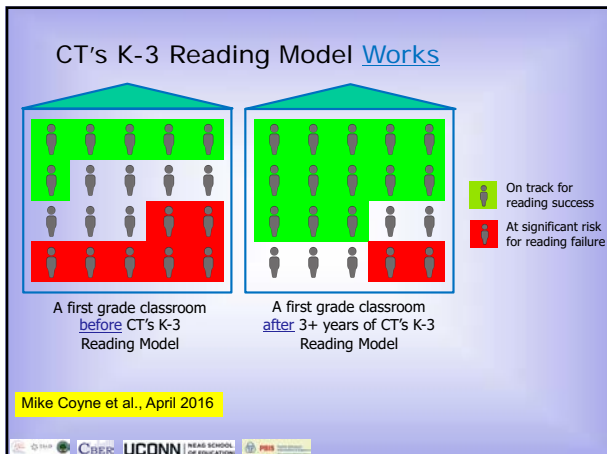 CT's K-3 Reading Model Works
On track for
reading success
At significant risk
for reading failure
A first grade classroom
before CT's K-3
Reading Model
A first grade classroom
after 3+ years of CT's K-3
Reading Model
Mike Coyne et al., April 2016
CBER
UCONN
NEAG SCHOOL
OF EDUCATION
PBIS